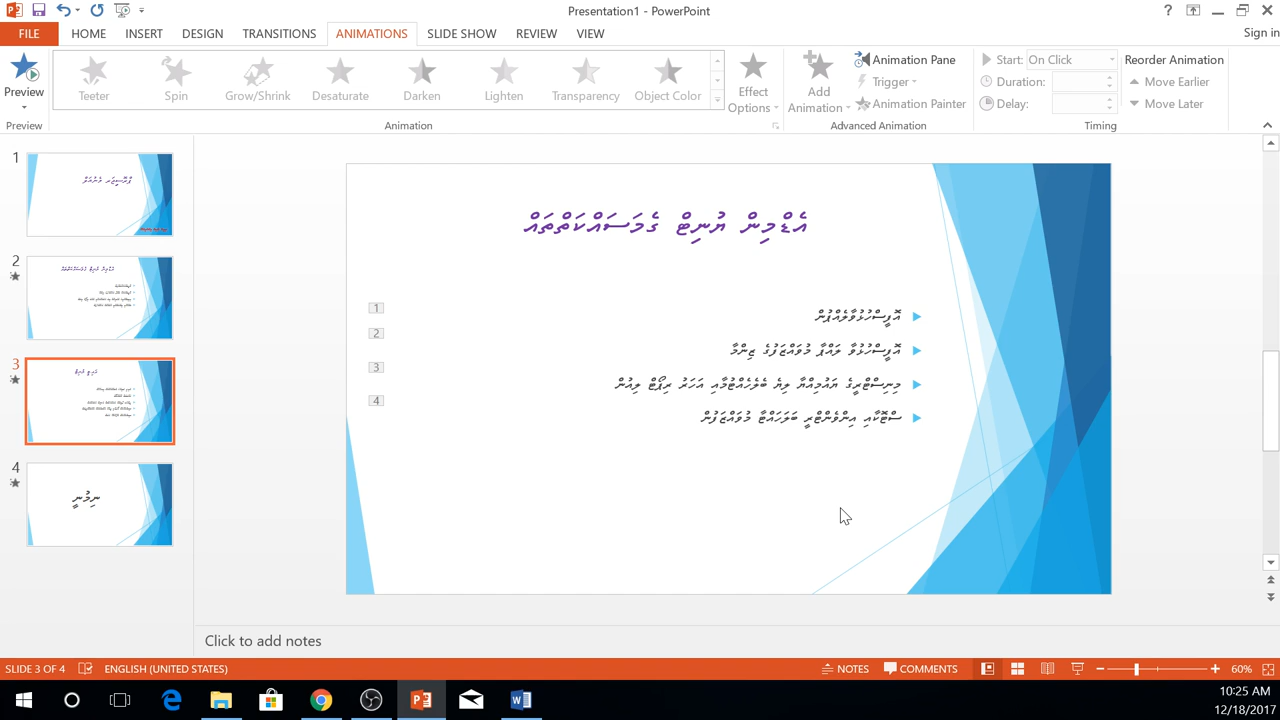 Presentation1 - PowerPoint
Sign in
FILE HOME INSERT DESIGN TRANSITIONS ANIMATIONS SLIDE SHOW REVIEW VIEW
Preview
Teeter Spin Grow/Shrink Desaturate Darken Lighten Transparency Object Color
Effect Options
Add Animation
Animation Pane
Trigger
Animation Painter
Start: On Click
Duration:
Delay:
Reorder Animation
Move Earlier
Move Later
Preview Animation Advanced Animation Timing
1
2
3
4
ނިމުނީ
އެޑްމިން ޔުނިޓް ގެމަސައްކަތްތައް
1
އޮފީސްހުޅުވާލެއްޕުން
2
އޮފީސްހުޅުވާ ލައްޕާ މުވައްޒަފުގެ ޒިންމާ
3
މިނިސްޓްރީގެ ޔައުމިއްޔާ ލިޔެ ބެލެހެއްޓުމާއި އަހަރު ރިޕޯޓް ލިއުން
4
ސްޓޮކާއި އިންވެންޓްރީ ބަލަހައްޓާ މުވައްޒަފުން
Click to add notes
SLIDE 3 OF 4 ENGLISH (UNITED STATES) NOTES COMMENTS 60%
10:25 AM
12/18/2017